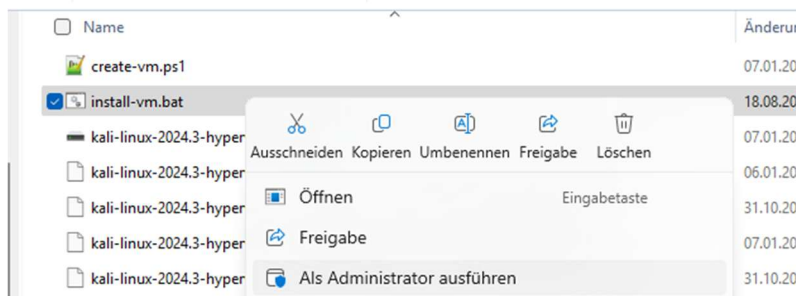 Name Änderun
create-vm.ps1 07.01.20
install-vm.bat 18.08.20
kali-linux-2024.3-hyper 07.01.20
Ausschneiden Kopieren Umbenennen Freigabe Löschen
kali-linux-2024.3-hyper 06.01.20
kali-linux-2024.3-hyper 31.10.20
Öffnen Eingabetaste
kali-linux-2024.3-hyper 07.01.20
Freigabe
kali-linux-2024.3-hyper 31.10.20
Als Administrator ausführen